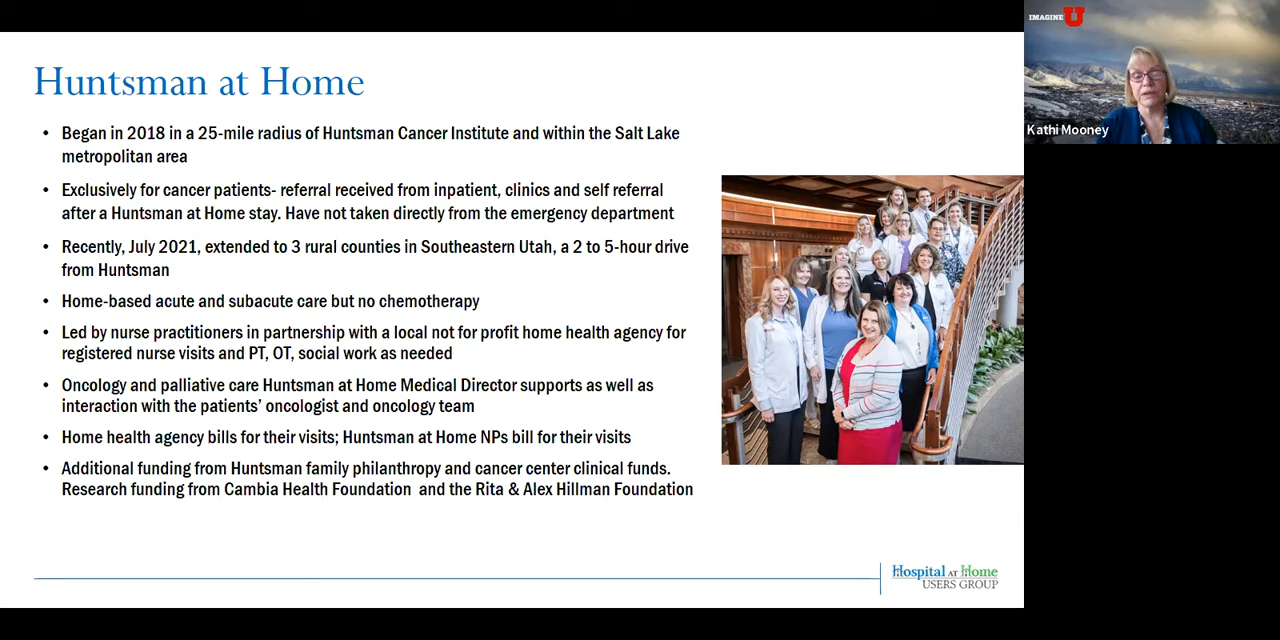 Huntsman at Home
• Began in 2018 in a 25-mile radius of Huntsman Cancer Institute and within the Salt Lake
metropolitan area
• Exclusively for cancer patients- referral received from inpatient, clinics and self referral
after a Huntsman at Home stay. Have not taken directly from the emergency department
• Recently, July 2021, extended to 3 rural counties in Southeastern Utah, a 2 to 5-hour drive
from Huntsman
• Home-based acute and subacute care but no chemotherapy
• Led by nurse practitioners in partnership with a local not for profit home health agency for
registered nurse visits and PT, OT, social work as needed
• Oncology and palliative care Huntsman at Home Medical Director supports as well as
interaction with the patients’ oncologist and oncology team
• Home health agency bills for their visits; Huntsman at Home NPs bill for their visits
• Additional funding from Huntsman family philanthropy and cancer center clinical funds.
Research funding from Cambia Health Foundation and the Rita & Alex Hillman Foundation
Hospital AT Home
USERS GROUP
IMAGINE U
Kathi Mooney